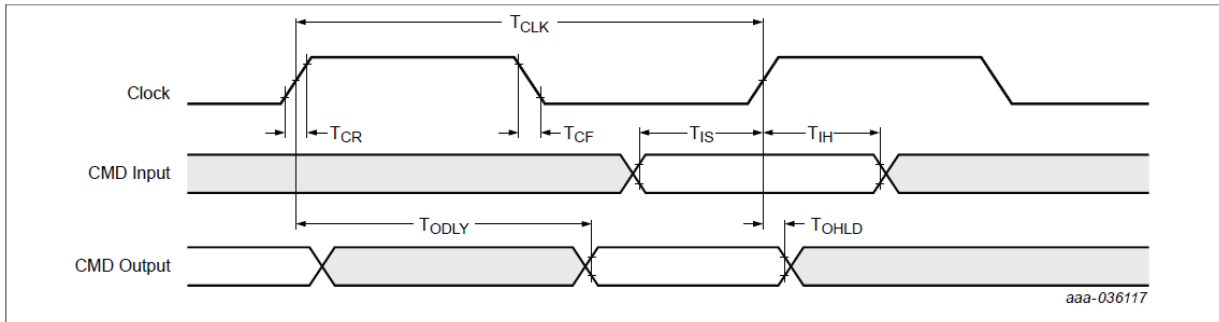 TCLK
Clock
TCR
TCF
TIS
TIH
CMD Input
TODLY
TOHLD
CMD Output
aaa-036117